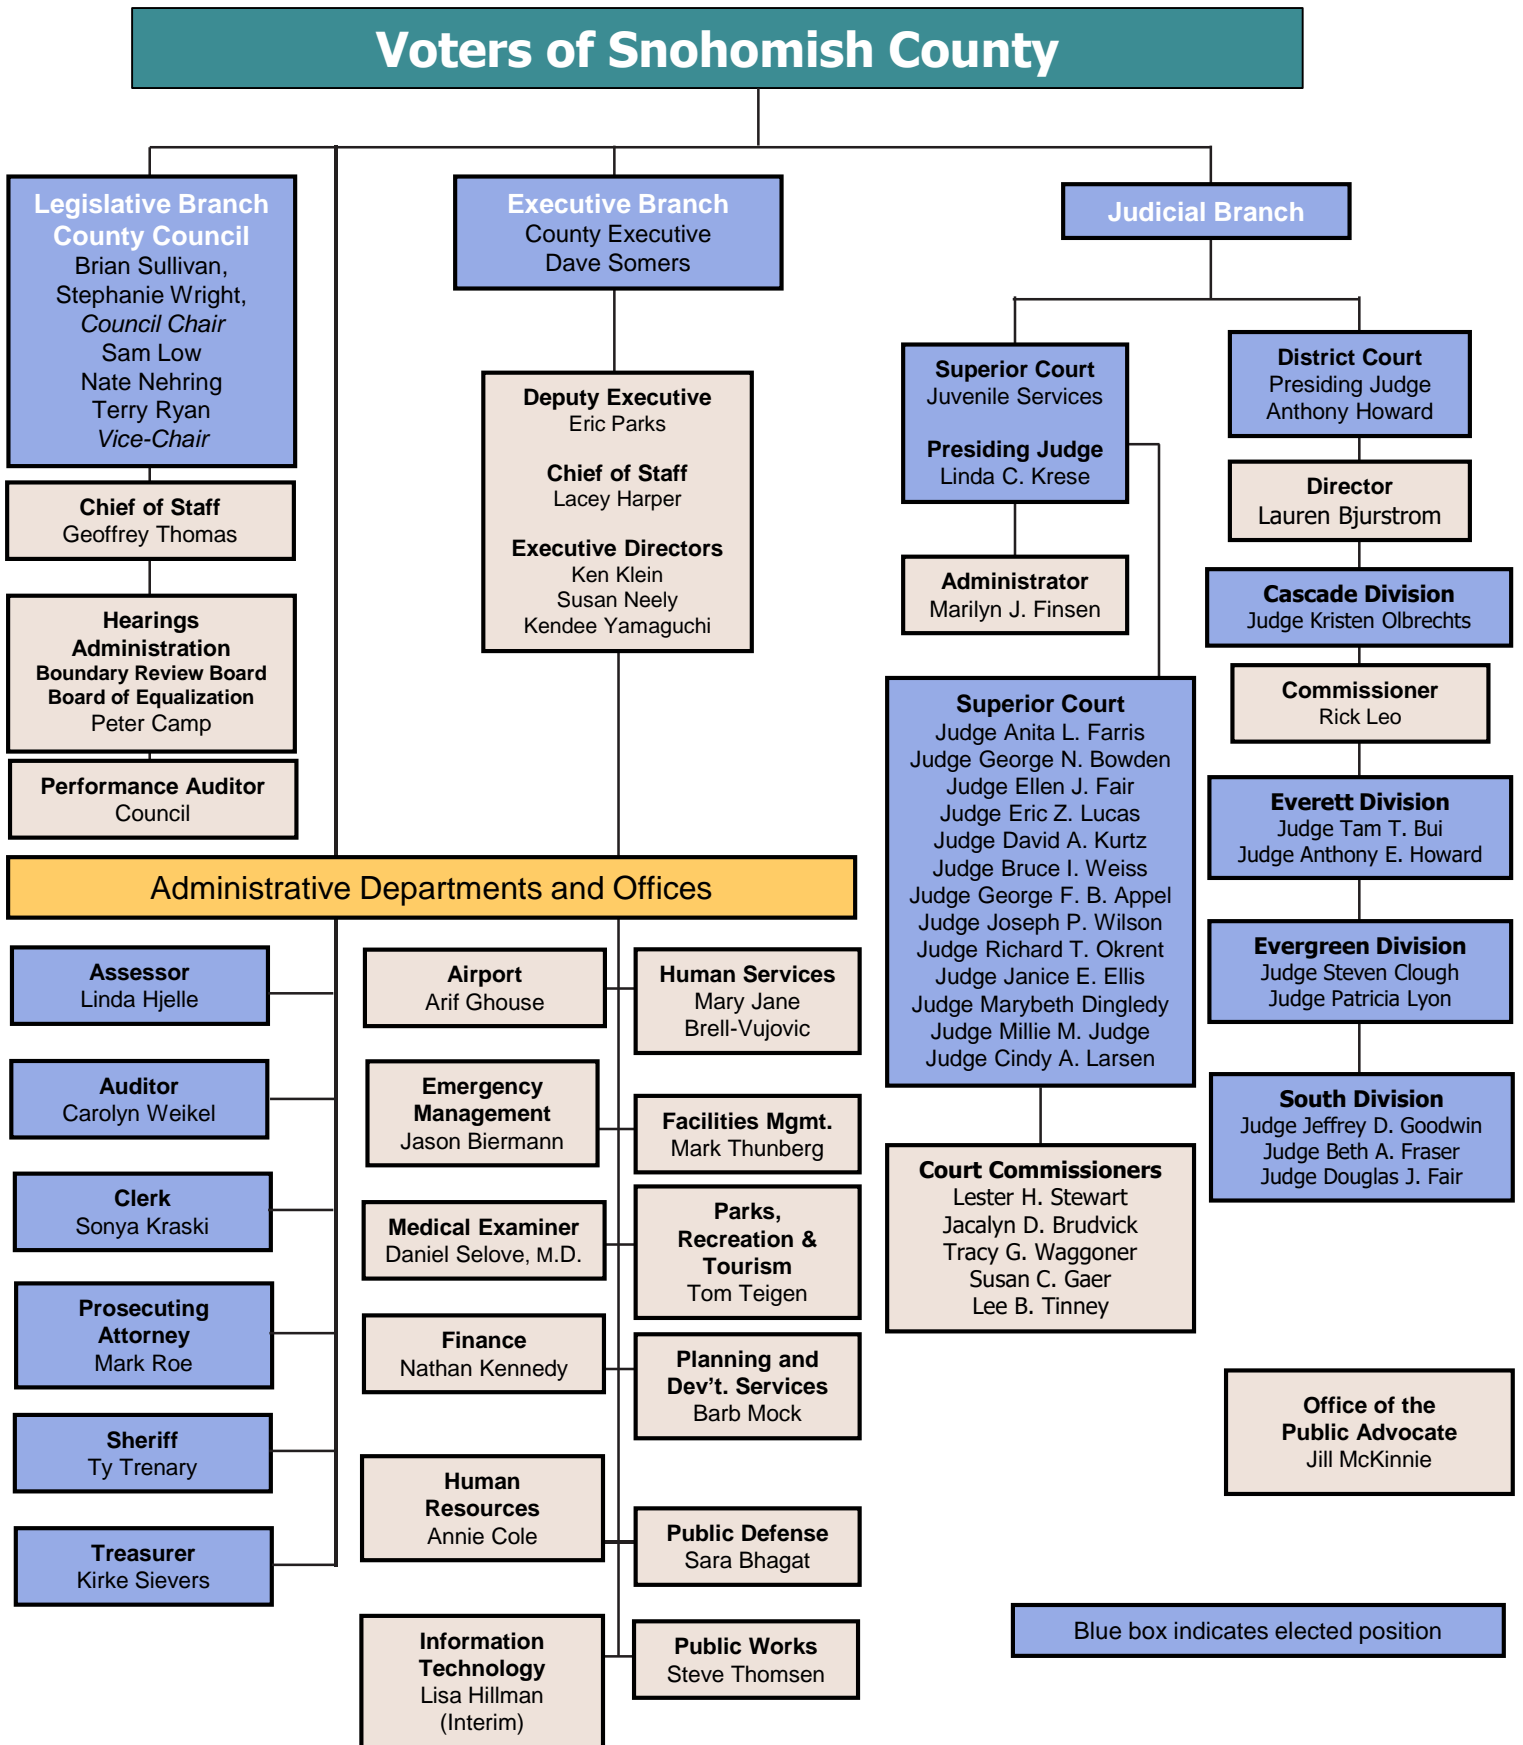 Voters of Snohomish County
Legislative Branch
County Council
Brian Sullivan,
Stephanie Wright,
Council Chair
Sam Low
Nate Nehring
Terry Ryan
Vice-Chair
Chief of Staff
Geoffrey Thomas
Hearings
Administration
Boundary Review Board
Board of Equalization
Peter Camp
Performance Auditor
Council
Executive Branch
County Executive
Dave Somers
Deputy Executive
Eric Parks
Chief of Staff
Lacey Harper
Executive Directors
Ken Klein
Susan Neely
Kendee Yamaguchi
Judicial Branch
Superior Court
Juvenile Services
Presiding Judge
Linda C. Krese
Administrator
Marilyn J. Finsen
Superior Court
Judge Anita L. Farris
Judge George N. Bowden
Judge Ellen J. Fair
Judge Eric Z. Lucas
Judge David A. Kurtz
Judge Bruce I. Weiss
Judge George F. B. Appel
Judge Joseph P. Wilson
Judge Richard T. Okrent
Judge Janice E. Ellis
Judge Marybeth Dingledy
Judge Millie M. Judge
Judge Cindy A. Larsen
Court Commissioners
Lester H. Stewart
Jacalyn D. Brudvick
Tracy G. Waggoner
Susan C. Gaer
Lee B. Tinney
District Court
Presiding Judge
Anthony Howard
Director
Lauren Bjurstrom
Cascade Division
Judge Kristen Olbrechts
Commissioner
Rick Leo
Everett Division
Judge Tam T. Bui
Judge Anthony E. Howard
Evergreen Division
Judge Steven Clough
Judge Patricia Lyon
South Division
Judge Jeffrey D. Goodwin
Judge Beth A. Fraser
Judge Douglas J. Fair
Administrative Departments and Offices
Assessor
Linda Hjelle
Auditor
Carolyn Weikel
Clerk
Sonya Kraski
Prosecuting
Attorney
Mark Roe
Sheriff
Ty Trenary
Treasurer
Kirke Sievers
Airport
Arif Ghouse
Emergency
Management
Jason Biermann
Medical Examiner
Daniel Selove, M.D.
Finance
Nathan Kennedy
Human
Resources
Annie Cole
Information
Technology
Lisa Hillman
(Interim)
Human Services
Mary Jane
Brell-Vujovic
Facilities Mgmt.
Mark Thunberg
Parks,
Recreation &
Tourism
Tom Teigen
Planning and
Dev't. Services
Barb Mock
Public Defense
Sara Bhagat
Public Works
Steve Thomsen
Office of the
Public Advocate
Jill McKinnie
Blue box indicates elected position